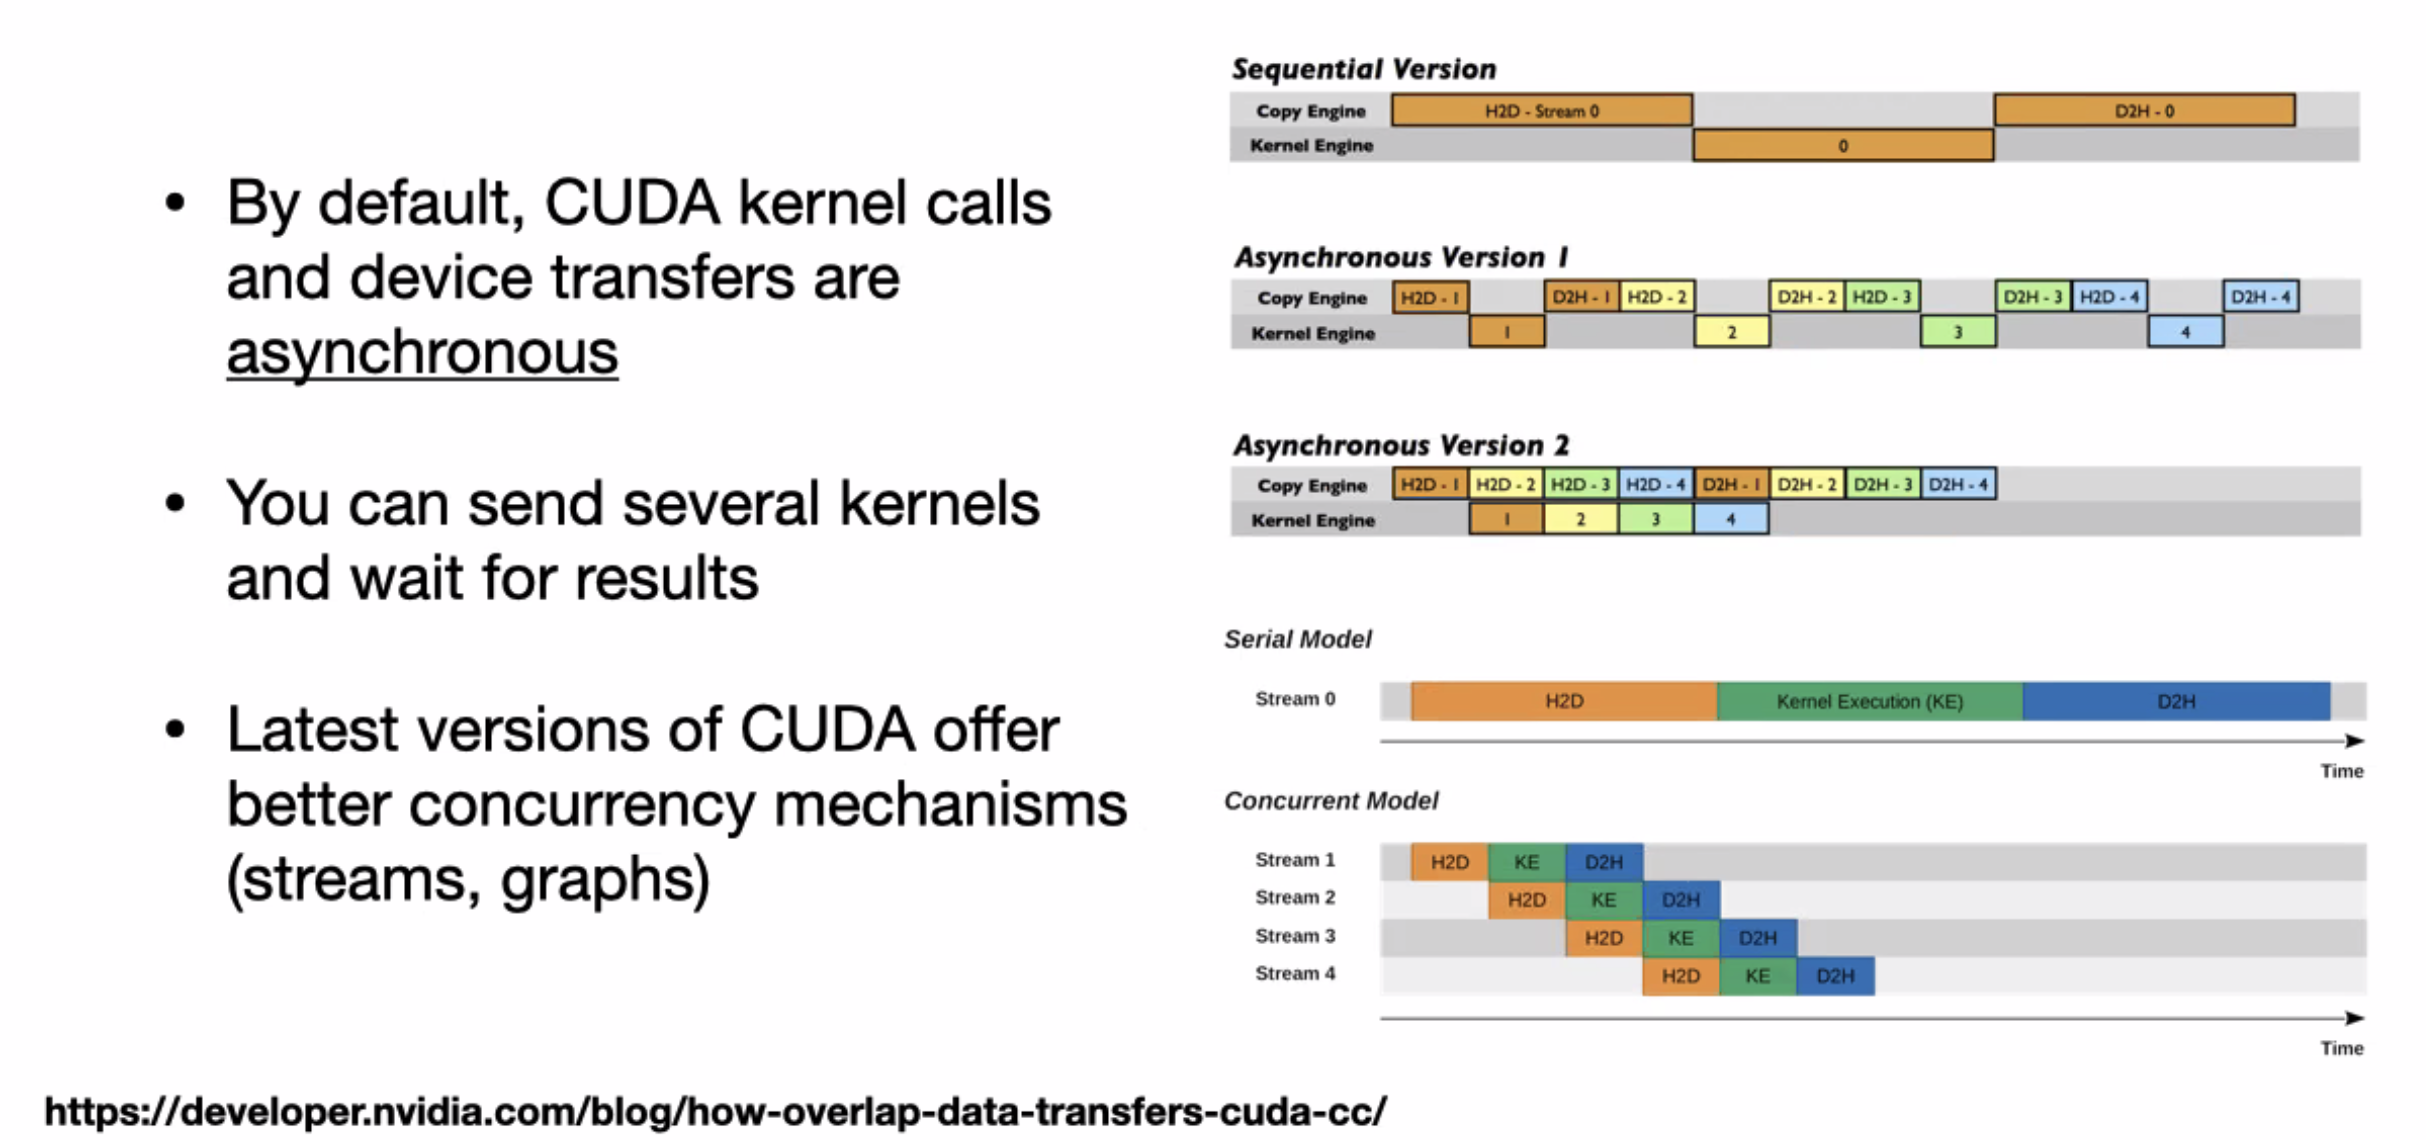 • By default, CUDA kernel calls
and device transfers are
asynchronous
• You can send several kernels
and wait for results
• Latest versions of CUDA offer
better concurrency mechanisms
(streams, graphs)
Sequential Version
Copy Engine H2D - Stream 0 D2H - 0
Kernel Engine 0
Asynchronous Version 1
Copy Engine H2D - 1 D2H - 1 H2D - 2 D2H - 2 H2D - 3 D2H - 3 H2D - 4 D2H - 4
Kernel Engine 1 2 3 4
Asynchronous Version 2
Copy Engine H2D - 1 H2D - 2 H2D - 3 H2D - 4 D2H - 1 D2H - 2 D2H - 3 D2H - 4
Kernel Engine 1 2 3 4
Serial Model
Stream 0 H2D Kernel Execution (KE) D2H
Time
Concurrent Model
Stream 1 H2D KE D2H
Stream 2 H2D KE D2H
Stream 3 H2D KE D2H
Stream 4 H2D KE D2H
Time
https://developer.nvidia.com/blog/how-overlap-data-transfers-cuda-cc/